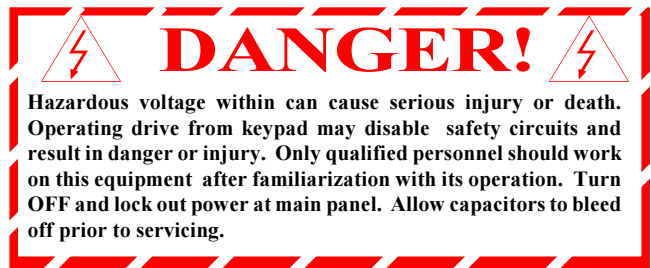 DANGER!
Hazardous voltage within can cause serious injury or death.
Operating drive from keypad may disable safety circuits and
result in danger or injury. Only qualified personnel should work
on this equipment after familiarization with its operation. Turn
OFF and lock out power at main panel. Allow capacitors to bleed
off prior to servicing.